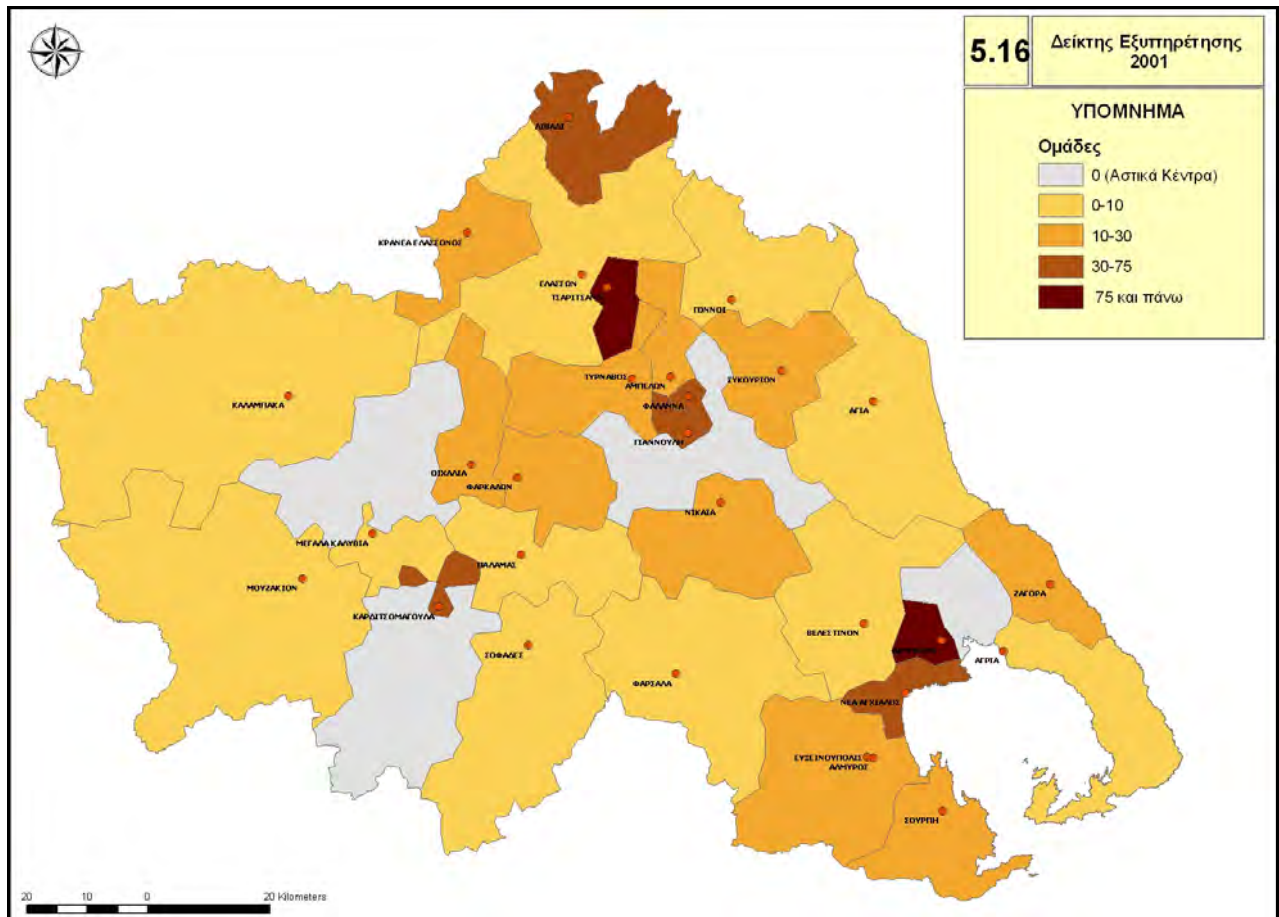 5.16
Δείκτης Εξυπηρέτησης
2001
ΥΠΟΜΝΗΜΑ
Ομάδες
0 (Αστικά Κέντρα)
0-10
10-30
30-75
75 και πάνω
ΛΙΒΑΔΙ
ΚΡΑΝΕΑ ΕΛΑΣΣΟΝΟΣ
ΕΛΑΣΣΩΝ
ΤΣΑΡΙΤΣΑ
ΓΟΝΝΟΙ
ΤΥΡΝΑΒΟΣ
ΑΜΠΕΛΩΝ
ΣΥΚΟΥΡΙΟΝ
ΚΑΛΑΜΠΑΚΑ
ΦΑΛΑΝΝΑ
ΑΓΙΑ
ΓΙΑΝΝΟΥΛΗ
ΟΙΧΑΛΙΑ
ΦΑΡΚΑΔΩΝ
ΝΙΚΑΙΑ
ΜΕΓΑΛΑ ΚΑΛΥΒΙΑ
ΠΑΛΑΜΑΣ
ΜΟΥΖΑΚΙΟΝ
ΖΑΓΟΡΑ
ΚΑΡΔΙΤΣΟΜΑΓΟΥΛΑ
ΒΕΛΕΣΤΙΝΟΝ
ΣΟΦΑΔΕΣ
ΑΓΡΙΑ
ΦΑΡΣΑΛΑ
ΝΕΑ ΑΓΧΙΑΛΟΣ
ΕΥΞΕΙΝΟΥΠΟΛΙΣ
ΑΛΜΥΡΟΣ
ΣΟΥΡΠΗ
20 10 0 20 Kilometers